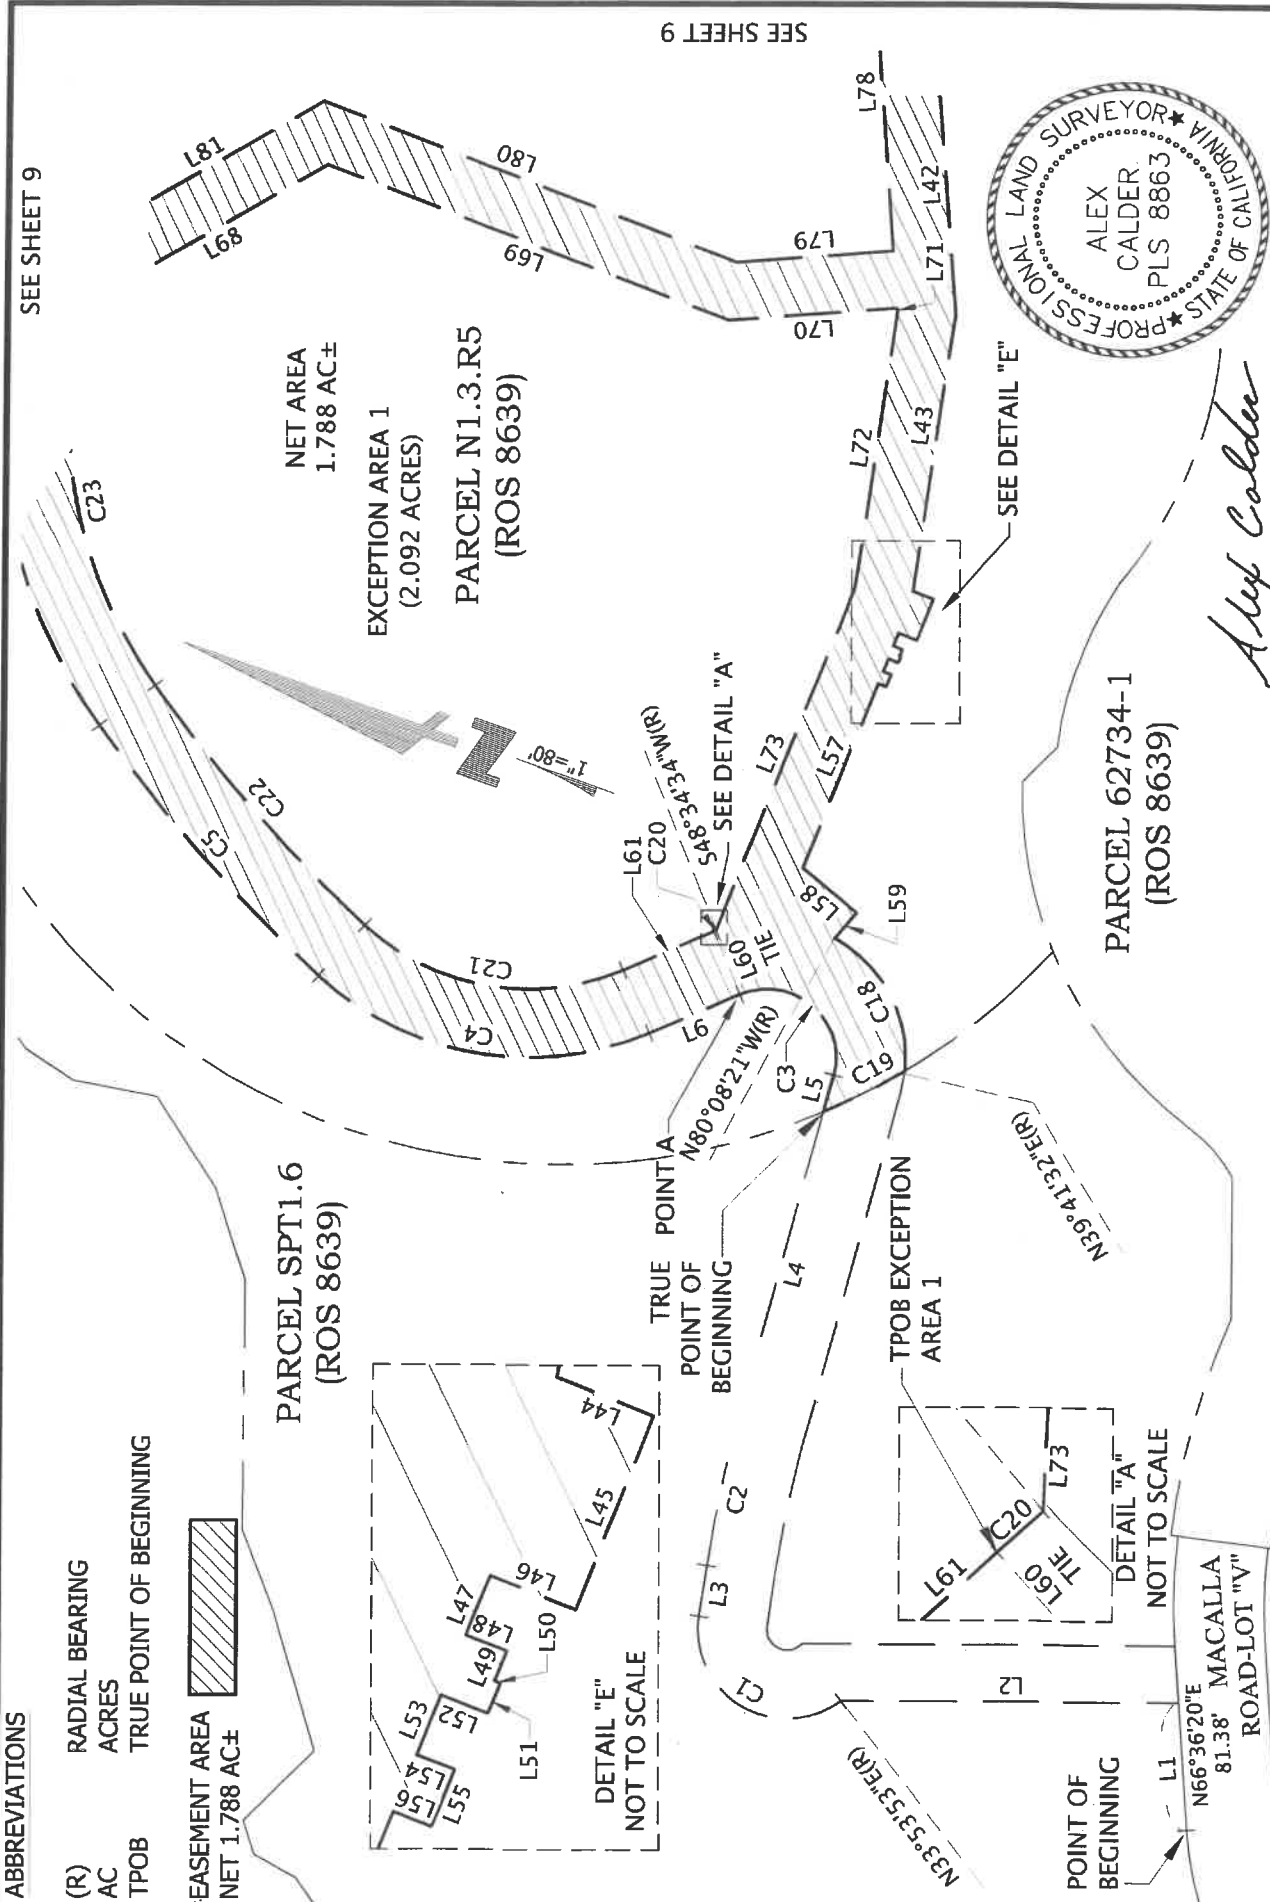 ABBREVIATIONS
(R) RADIAL BEARING
AC ACRES
TPOB TRUE POINT OF BEGINNING
EASEMENT AREA
NET 1.788 AC±
SEE SHEET 9
SEE SHEET 9
PARCEL SPT1.6
(ROS 8639)
NET AREA
1.788 AC±
EXCEPTION AREA 1
(2.092 ACRES)
PARCEL N1.3.R5
(ROS 8639)
1"=80'
C23
C22
C5
C21
C4
L81
L68
L80
L69
L79
L70
L78
L42
L71
L72
L43
L73
L57
L61
C20
S48°34'34"W(R)
SEE DETAIL "A"
SEE DETAIL "E"
L60
TIE
L58
L59
L6
C18
C19
C3
L5
N80°08'21"W(R)
POINT A
TRUE
POINT OF
BEGINNING
L4
N39°41'32"E(R)
PARCEL 62734-1
(ROS 8639)
TPOB EXCEPTION
AREA 1
L61
C20
L60
TIE
L73
DETAIL "A"
NOT TO SCALE
L44
L45
L46
L47
L48
L49
L50
L51
L52
L53
L54
L55
L56
DETAIL "E"
NOT TO SCALE
C2
L3
C1
L2
N33°53'53"E(R)
POINT OF
BEGINNING
L1
N66°36'20"E
81.38'
MACALLA
ROAD-LOT "V"
PROFESSIONAL LAND SURVEYOR
ALEX
CALDER
PLS 8863
STATE OF CALIFORNIA
Alex Calder